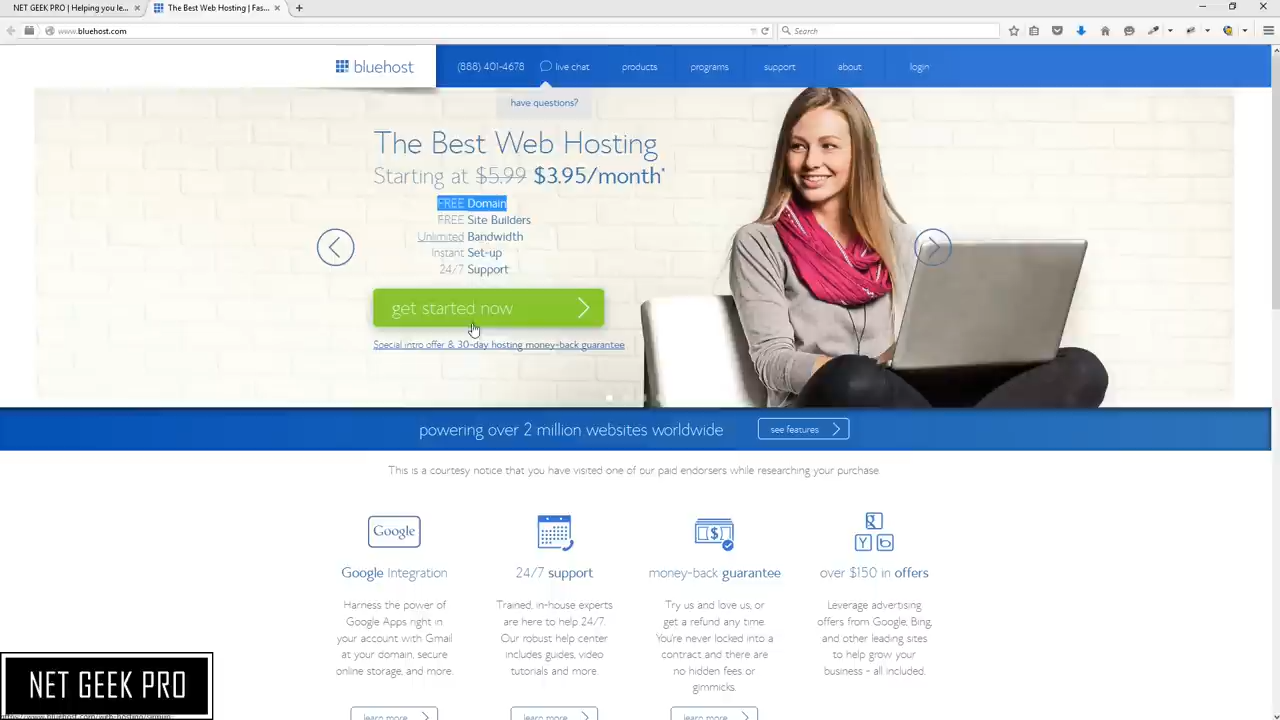 NET GEEK PRO | Helping you le...
The Best Web Hosting | Fas...
www.bluehost.com
Search
bluehost
(888) 401-4678
live chat
products
programs
support
about
login
have questions?
The Best Web Hosting
Starting at $5.99 $3.95/month*
FREE Domain
FREE Site Builders
Unlimited Bandwidth
Instant Set-up
24/7 Support
get started now
Special intro offer & 30-day hosting money-back guarantee
powering over 2 million websites worldwide
see features
This is a courtesy notice that you have visited one of our paid endorsers while researching your purchase.
Google
Google Integration
Harness the power of
Google Apps right in
your account with Gmail
at your domain, secure
online storage, and more.
learn more
24/7 support
Trained, in-house experts
are here to help 24/7.
Our robust help center
includes guides, video
tutorials and more.
learn more
$
money-back guarantee
Try us and love us, or
get a refund any time.
You're never locked into a
contract and there are
no hidden fees or
gimmicks.
learn more
over $150 in offers
Leverage advertising
offers from Google, Bing,
and other leading sites
to help grow your
business - all included.
NET GEEK PRO